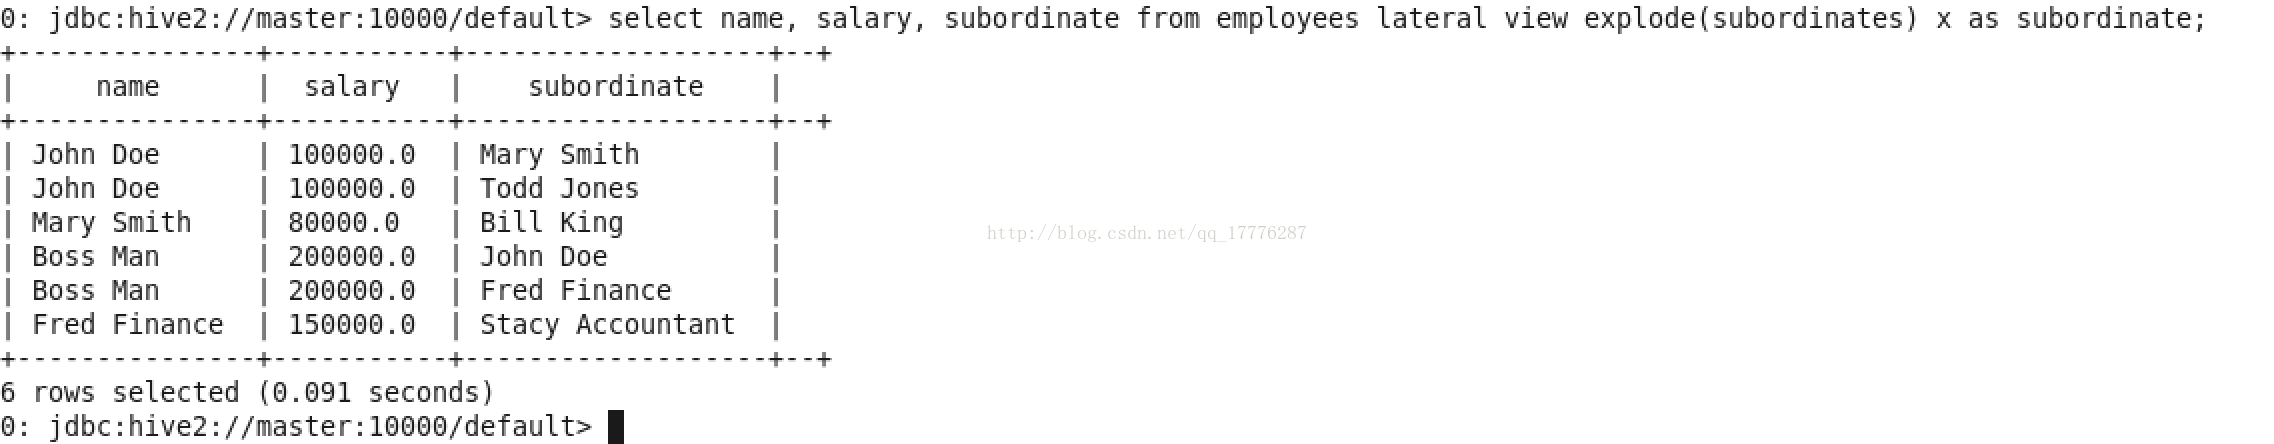 0: jdbc:hive2://master:10000/default> select name, salary, subordinate from employees lateral view explode(subordinates) x as subordinate;
+---------------+-----------+-------------------+--+
|     name      |  salary   |    subordinate    |
+---------------+-----------+-------------------+--+
| John Doe      | 100000.0  | Mary Smith        |
| John Doe      | 100000.0  | Todd Jones        |
| Mary Smith    | 80000.0   | Bill King         |
http://blog.csdn.net/qq_17776287
| Boss Man      | 200000.0  | John Doe          |
| Boss Man      | 200000.0  | Fred Finance      |
| Fred Finance  | 150000.0  | Stacy Accountant  |
+---------------+-----------+-------------------+--+
6 rows selected (0.091 seconds)
0: jdbc:hive2://master:10000/default>